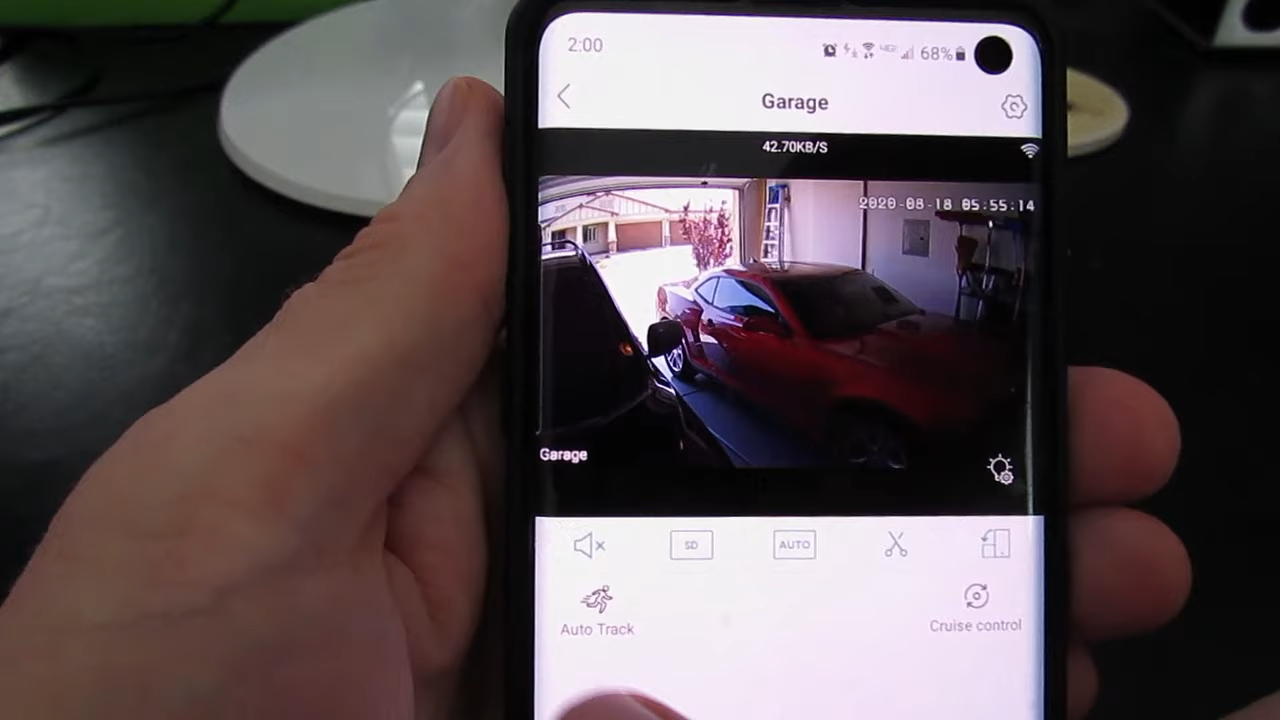 2:00
68%
Garage
42.70KB/S
2020-08-18 05:55:14
Garage
SD
AUTO
Auto Track
Cruise control